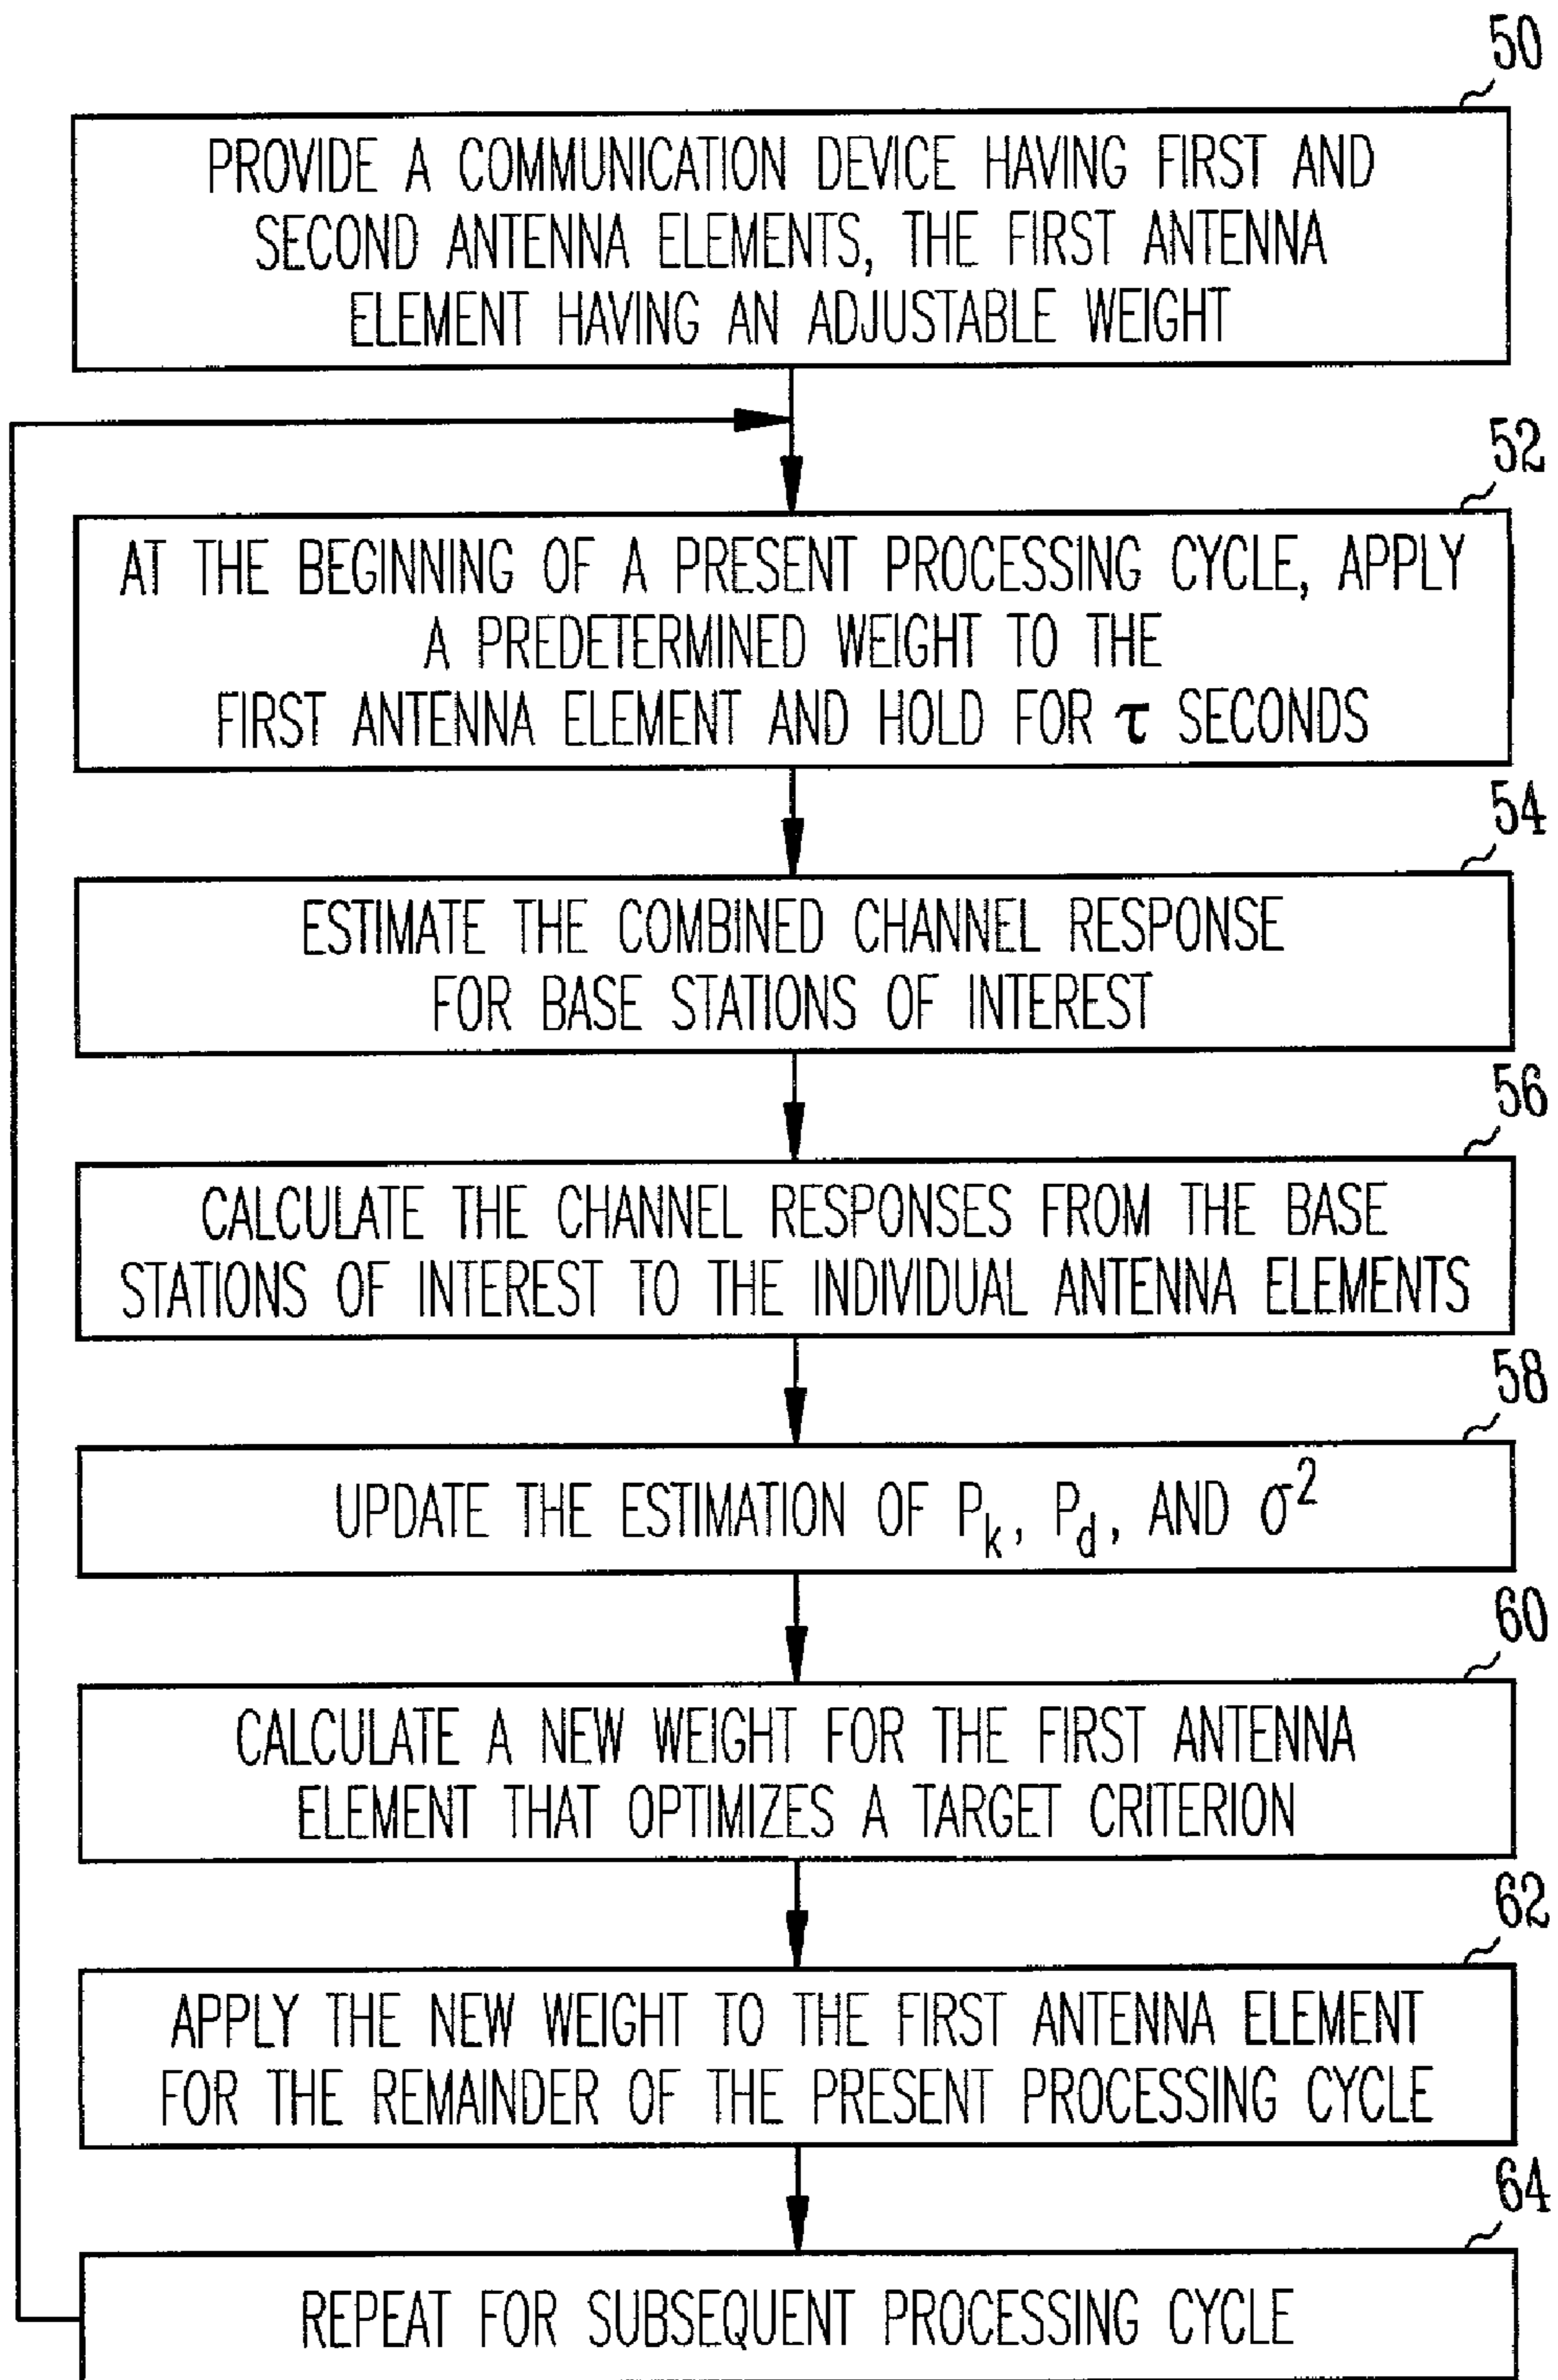 50
PROVIDE A COMMUNICATION DEVICE HAVING FIRST AND
SECOND ANTENNA ELEMENTS, THE FIRST ANTENNA
ELEMENT HAVING AN ADJUSTABLE WEIGHT
52
AT THE BEGINNING OF A PRESENT PROCESSING CYCLE, APPLY
A PREDETERMINED WEIGHT TO THE
FIRST ANTENNA ELEMENT AND HOLD FOR τ SECONDS
54
ESTIMATE THE COMBINED CHANNEL RESPONSE
FOR BASE STATIONS OF INTEREST
56
CALCULATE THE CHANNEL RESPONSES FROM THE BASE
STATIONS OF INTEREST TO THE INDIVIDUAL ANTENNA ELEMENTS
58
UPDATE THE ESTIMATION OF P_k, P_d, AND σ²
60
CALCULATE A NEW WEIGHT FOR THE FIRST ANTENNA
ELEMENT THAT OPTIMIZES A TARGET CRITERION
62
APPLY THE NEW WEIGHT TO THE FIRST ANTENNA ELEMENT
FOR THE REMAINDER OF THE PRESENT PROCESSING CYCLE
64
REPEAT FOR SUBSEQUENT PROCESSING CYCLE